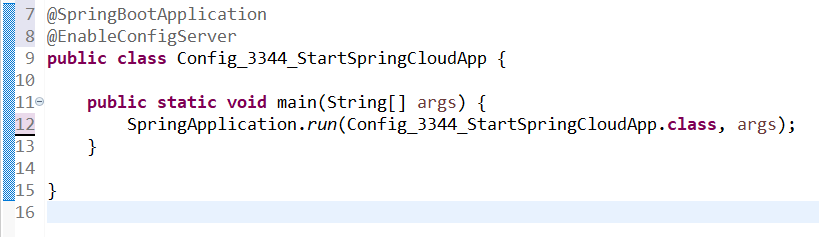 7 @SpringBootApplication
8 @EnableConfigServer
9 public class Config_3344_StartSpringCloudApp {
10
11 public static void main(String[] args) {
12 SpringApplication.run(Config_3344_StartSpringCloudApp.class, args);
13 }
14
15 }
16